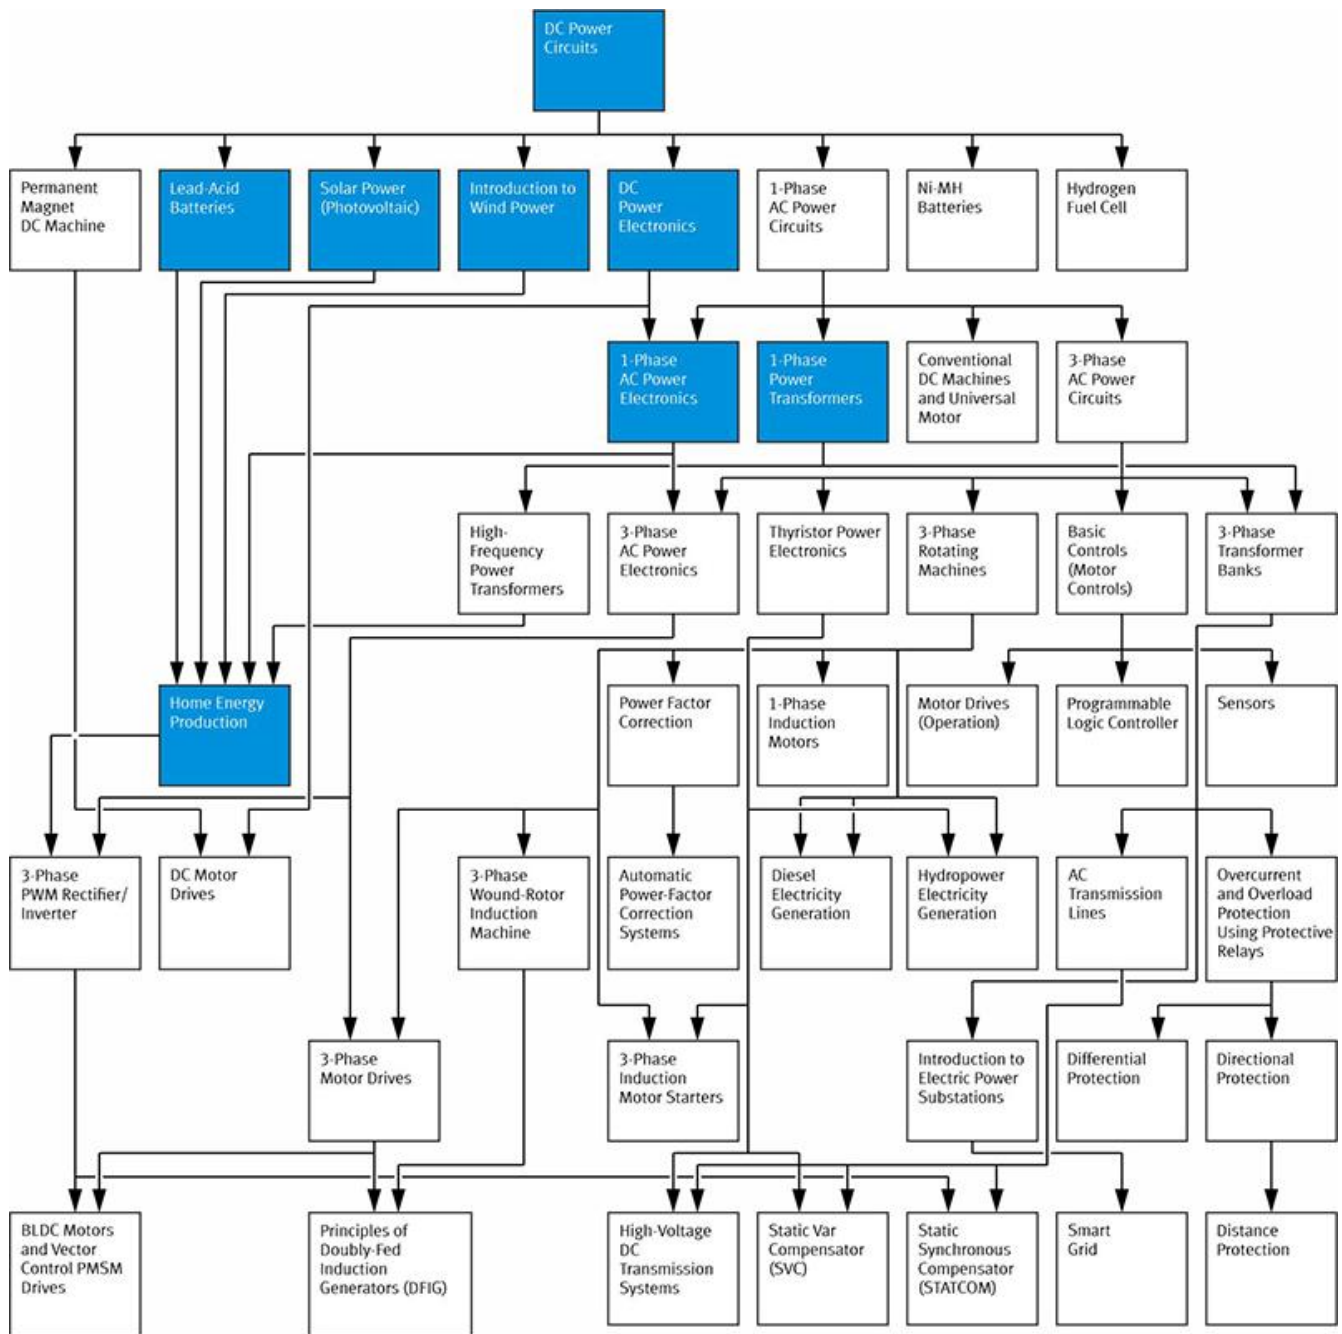 DC Power
Circuits
Permanent
Magnet
DC Machine
Lead-Acid
Batteries
Solar Power
(Photovoltaic)
Introduction to
Wind Power
DC
Power
Electronics
1-Phase
AC Power
Circuits
Ni-MH
Batteries
Hydrogen
Fuel Cell
1-Phase
AC Power
Electronics
1-Phase
Power
Transformers
Conventional
DC Machines
and Universal
Motor
3-Phase
AC Power
Circuits
High-
Frequency
Power
Transformers
3-Phase
AC Power
Electronics
Thyristor Power
Electronics
3-Phase
Rotating
Machines
Basic
Controls
(Motor
Controls)
3-Phase
Transformer
Banks
Home Energy
Production
Power Factor
Correction
1-Phase
Induction
Motors
Motor Drives
(Operation)
Programmable
Logic Controller
Sensors
3-Phase
PWM Rectifier/
Inverter
DC Motor
Drives
3-Phase
Wound-Rotor
Induction
Machine
Automatic
Power-Factor
Correction
Systems
Diesel
Electricity
Generation
Hydropower
Electricity
Generation
AC
Transmission
Lines
Overcurrent
and Overload
Protection
Using Protective
Relays
3-Phase
Motor Drives
3-Phase
Induction
Motor Starters
Introduction to
Electric Power
Substations
Differential
Protection
Directional
Protection
BLDC Motors
and Vector
Control PMSM
Drives
Principles of
Doubly-Fed
Induction
Generators (DFIG)
High-Voltage
DC
Transmission
Systems
Static Var
Compensator
(SVC)
Static
Synchronous
Compensator
(STATCOM)
Smart
Grid
Distance
Protection